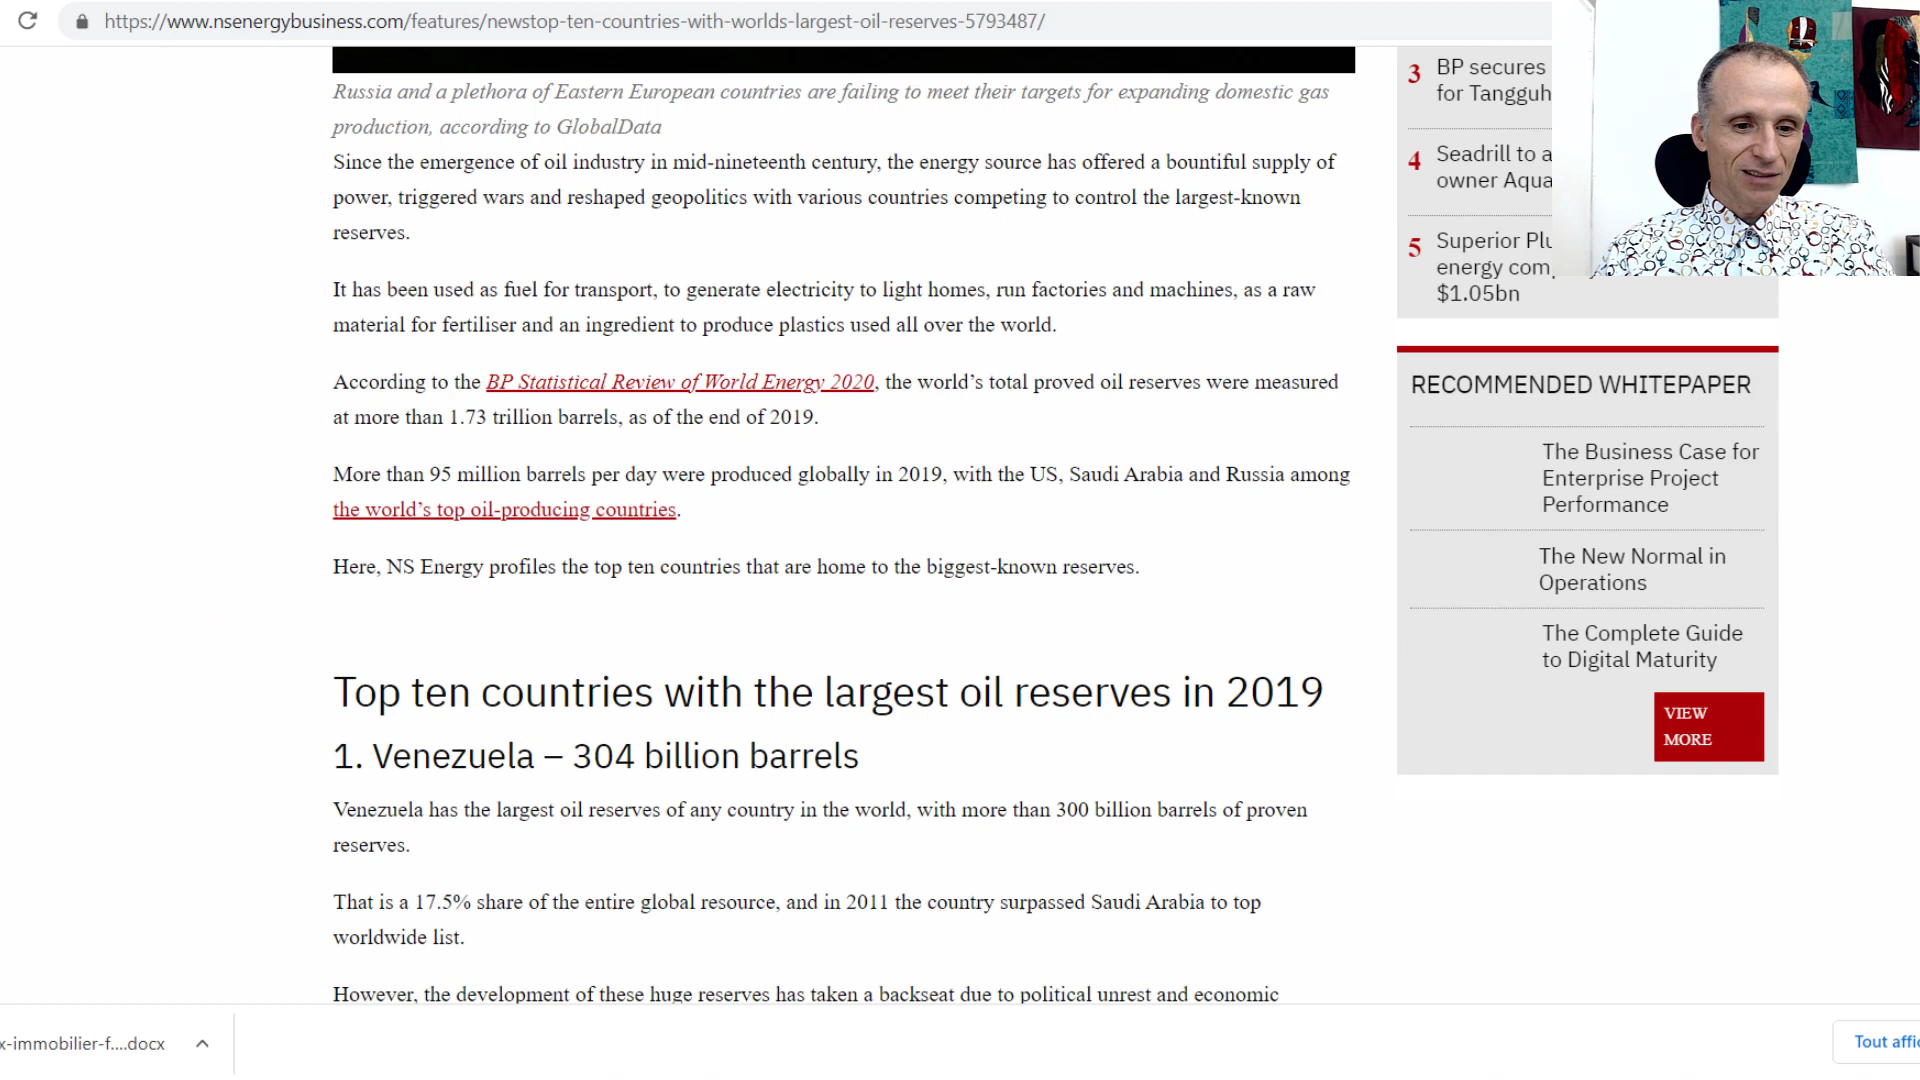 https://www.nsenergybusiness.com/features/newstop-ten-countries-with-worlds-largest-oil-reserves-5793487/
Russia and a plethora of Eastern European countries are failing to meet their targets for expanding domestic gas
production, according to GlobalData
Since the emergence of oil industry in mid-nineteenth century, the energy source has offered a bountiful supply of
power, triggered wars and reshaped geopolitics with various countries competing to control the largest-known
reserves.
It has been used as fuel for transport, to generate electricity to light homes, run factories and machines, as a raw
material for fertiliser and an ingredient to produce plastics used all over the world.
According to the BP Statistical Review of World Energy 2020, the world’s total proved oil reserves were measured
at more than 1.73 trillion barrels, as of the end of 2019.
More than 95 million barrels per day were produced globally in 2019, with the US, Saudi Arabia and Russia among
the world’s top oil-producing countries.
Here, NS Energy profiles the top ten countries that are home to the biggest-known reserves.
Top ten countries with the largest oil reserves in 2019
1. Venezuela – 304 billion barrels
Venezuela has the largest oil reserves of any country in the world, with more than 300 billion barrels of proven
reserves.
That is a 17.5% share of the entire global resource, and in 2011 the country surpassed Saudi Arabia to top
worldwide list.
However, the development of these huge reserves has taken a backseat due to political unrest and economic
3 BP secures
for Tangguh
4 Seadrill to a
owner Aqua
5 Superior Plu
energy com
$1.05bn
RECOMMENDED WHITEPAPER
The Business Case for
Enterprise Project
Performance
The New Normal in
Operations
The Complete Guide
to Digital Maturity
VIEW
MORE
x-immobilier-f....docx
Tout affi